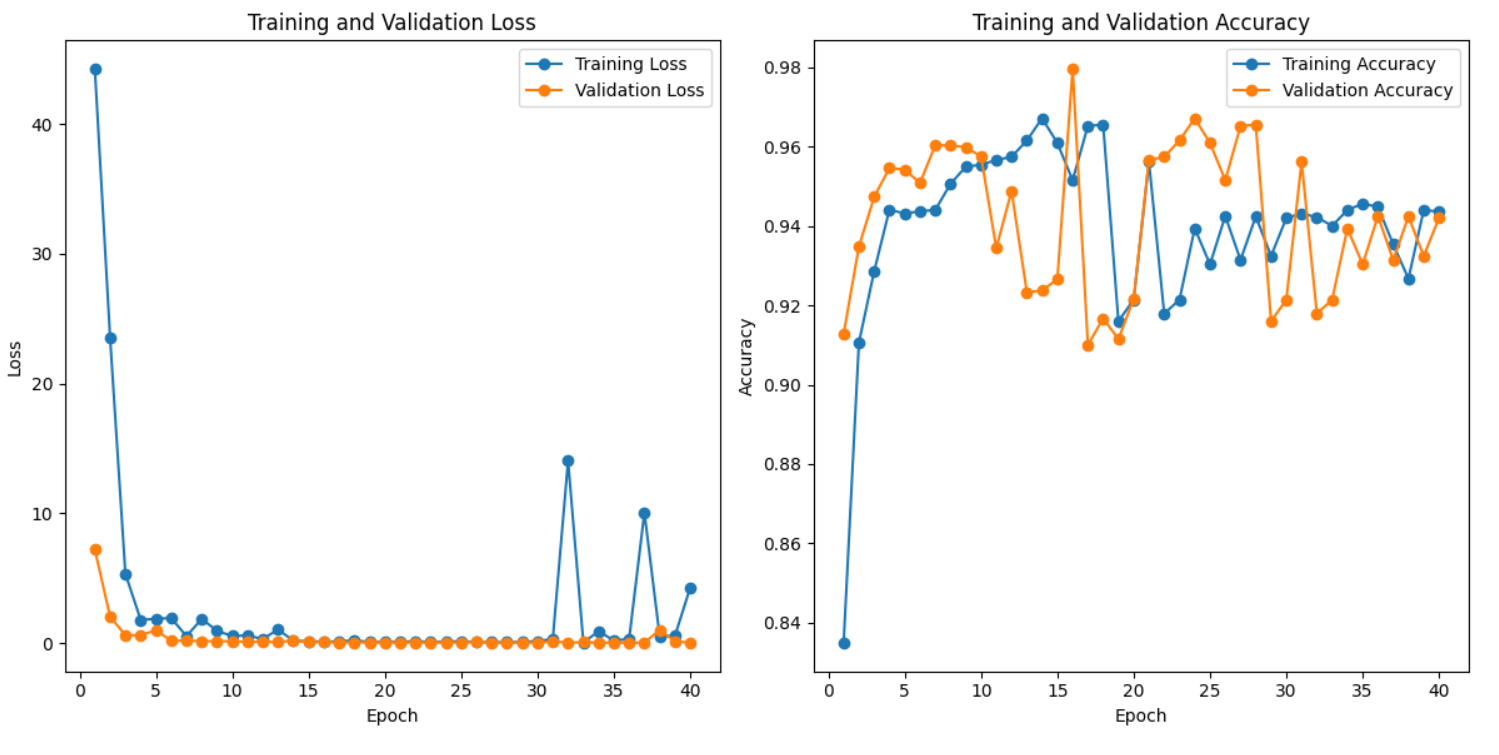 Training and Validation Loss
Training Loss
Validation Loss
40
30
20
10
0
Loss
0 5 10 15 20 25 30 35 40
Epoch
Training and Validation Accuracy
Training Accuracy
Validation Accuracy
0.98
0.96
0.94
0.92
0.90
0.88
0.86
0.84
Accuracy
0 5 10 15 20 25 30 35 40
Epoch